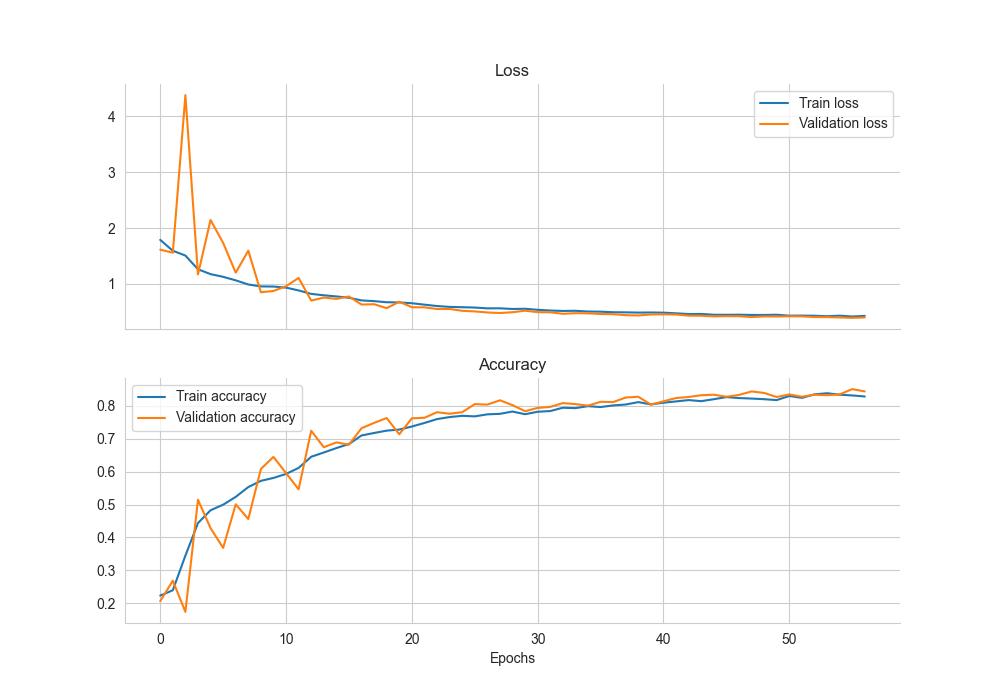 Loss
4
3
2
1
Train loss
Validation loss
Accuracy
0.8
0.7
0.6
0.5
0.4
0.3
0.2
Train accuracy
Validation accuracy
0 10 20 30 40 50
Epochs